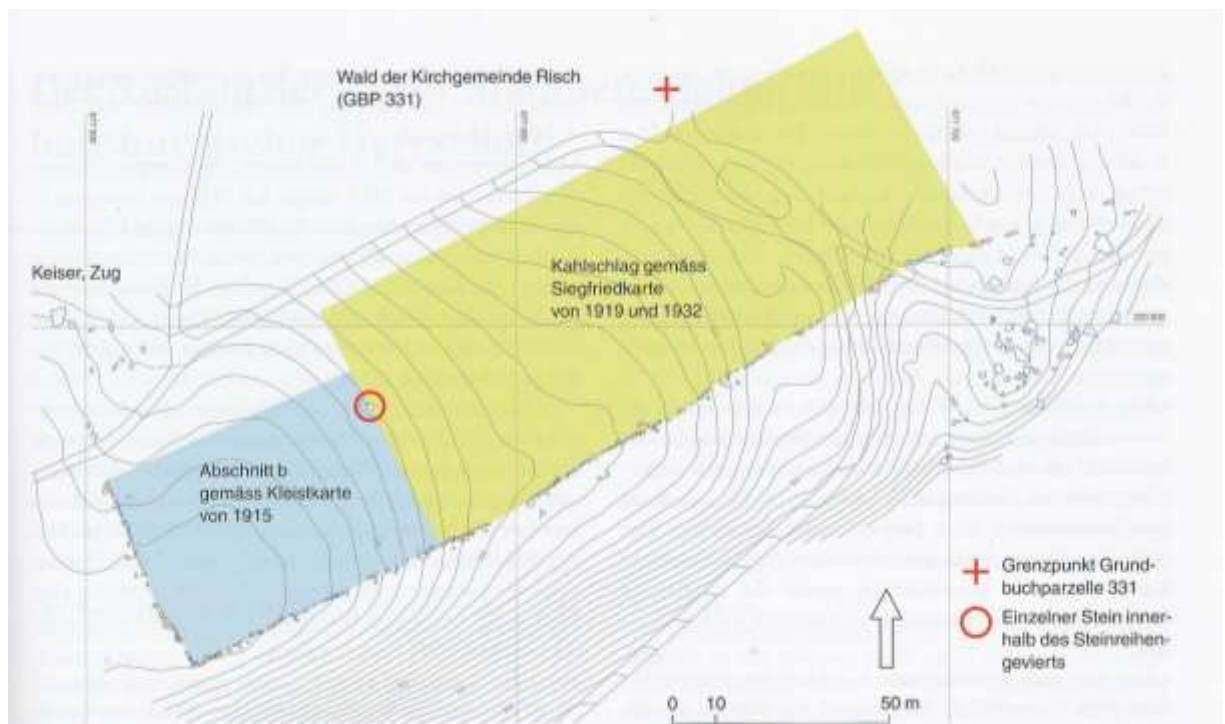 Wald der Kirchgemeinde Risch
(GBP 331)
Keiser, Zug
Kahlschlag gemäss
Siegfriedkarte
von 1919 und 1932
Abschnitt b
gemäss Kleistkarte
von 1915
Grenzpunkt Grund-
buchparzelle 331
Einzelner Stein inner-
halb des Steinreihen-
gevierts
0 10 50 m